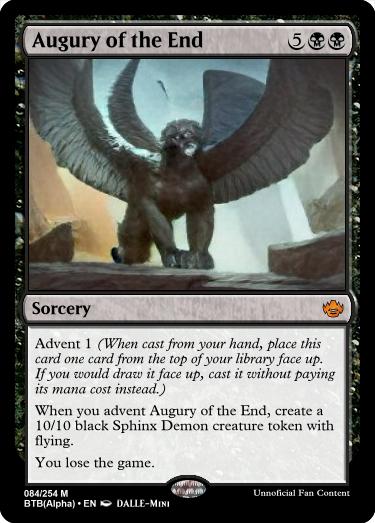 Augury of the End 5
Sorcery
Advent 1 (When cast from your hand, place this
card one card from the top of your library face up.
If you would draw it face up, cast it without paying
its mana cost instead.)
When you advent Augury of the End, create a
10/10 black Sphinx Demon creature token with
flying.
You lose the game.
084/254 M
BTB(Alpha) • EN DALLE-Mini
Unofficial Fan Content